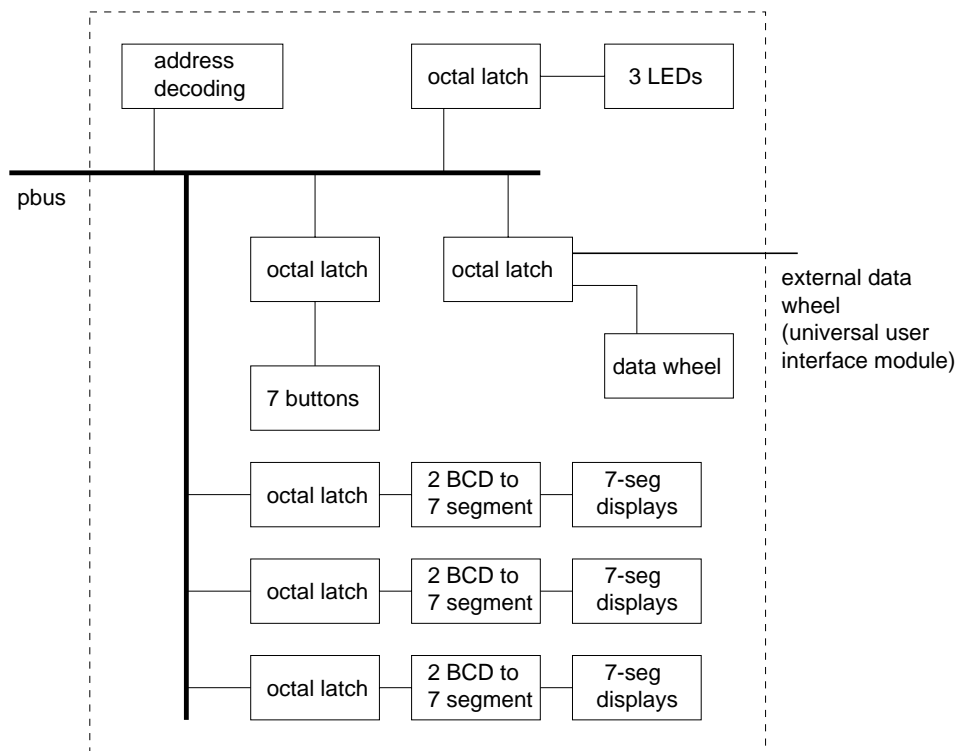 address
decoding
octal latch
3 LEDs
pbus
octal latch
octal latch
external data
wheel
(universal user
interface module)
data wheel
7 buttons
octal latch
2 BCD to
7 segment
7-seg
displays
octal latch
2 BCD to
7 segment
7-seg
displays
octal latch
2 BCD to
7 segment
7-seg
displays